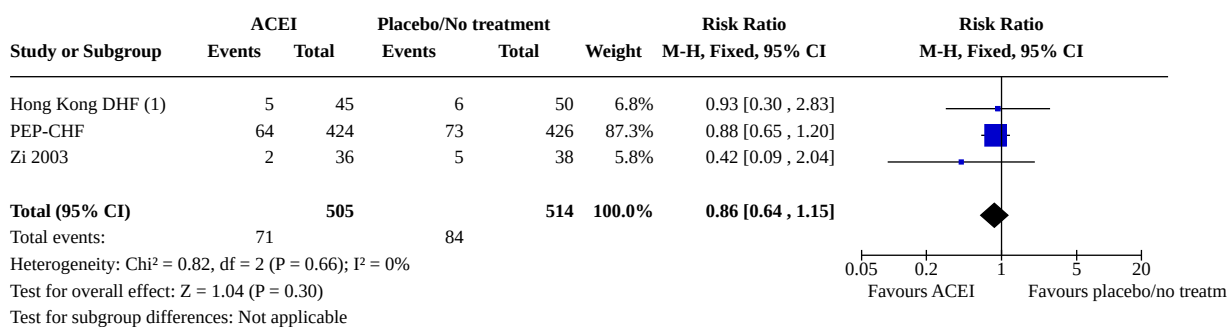 ACEI Placebo/No treatment Risk Ratio Risk Ratio
Study or Subgroup Events Total Events Total Weight M-H, Fixed, 95% CI M-H, Fixed, 95% CI
Hong Kong DHF (1) 5 45 6 50 6.8% 0.93 [0.30 , 2.83]
PEP-CHF 64 424 73 426 87.3% 0.88 [0.65 , 1.20]
Zi 2003 2 36 5 38 5.8% 0.42 [0.09 , 2.04]
Total (95% CI) 505 514 100.0% 0.86 [0.64 , 1.15]
Total events: 71 84
Heterogeneity: Chi² = 0.82, df = 2 (P = 0.66); I² = 0%
0.05 0.2 1 5 20
Test for overall effect: Z = 1.04 (P = 0.30) Favours ACEI Favours placebo/no treatm
Test for subgroup differences: Not applicable